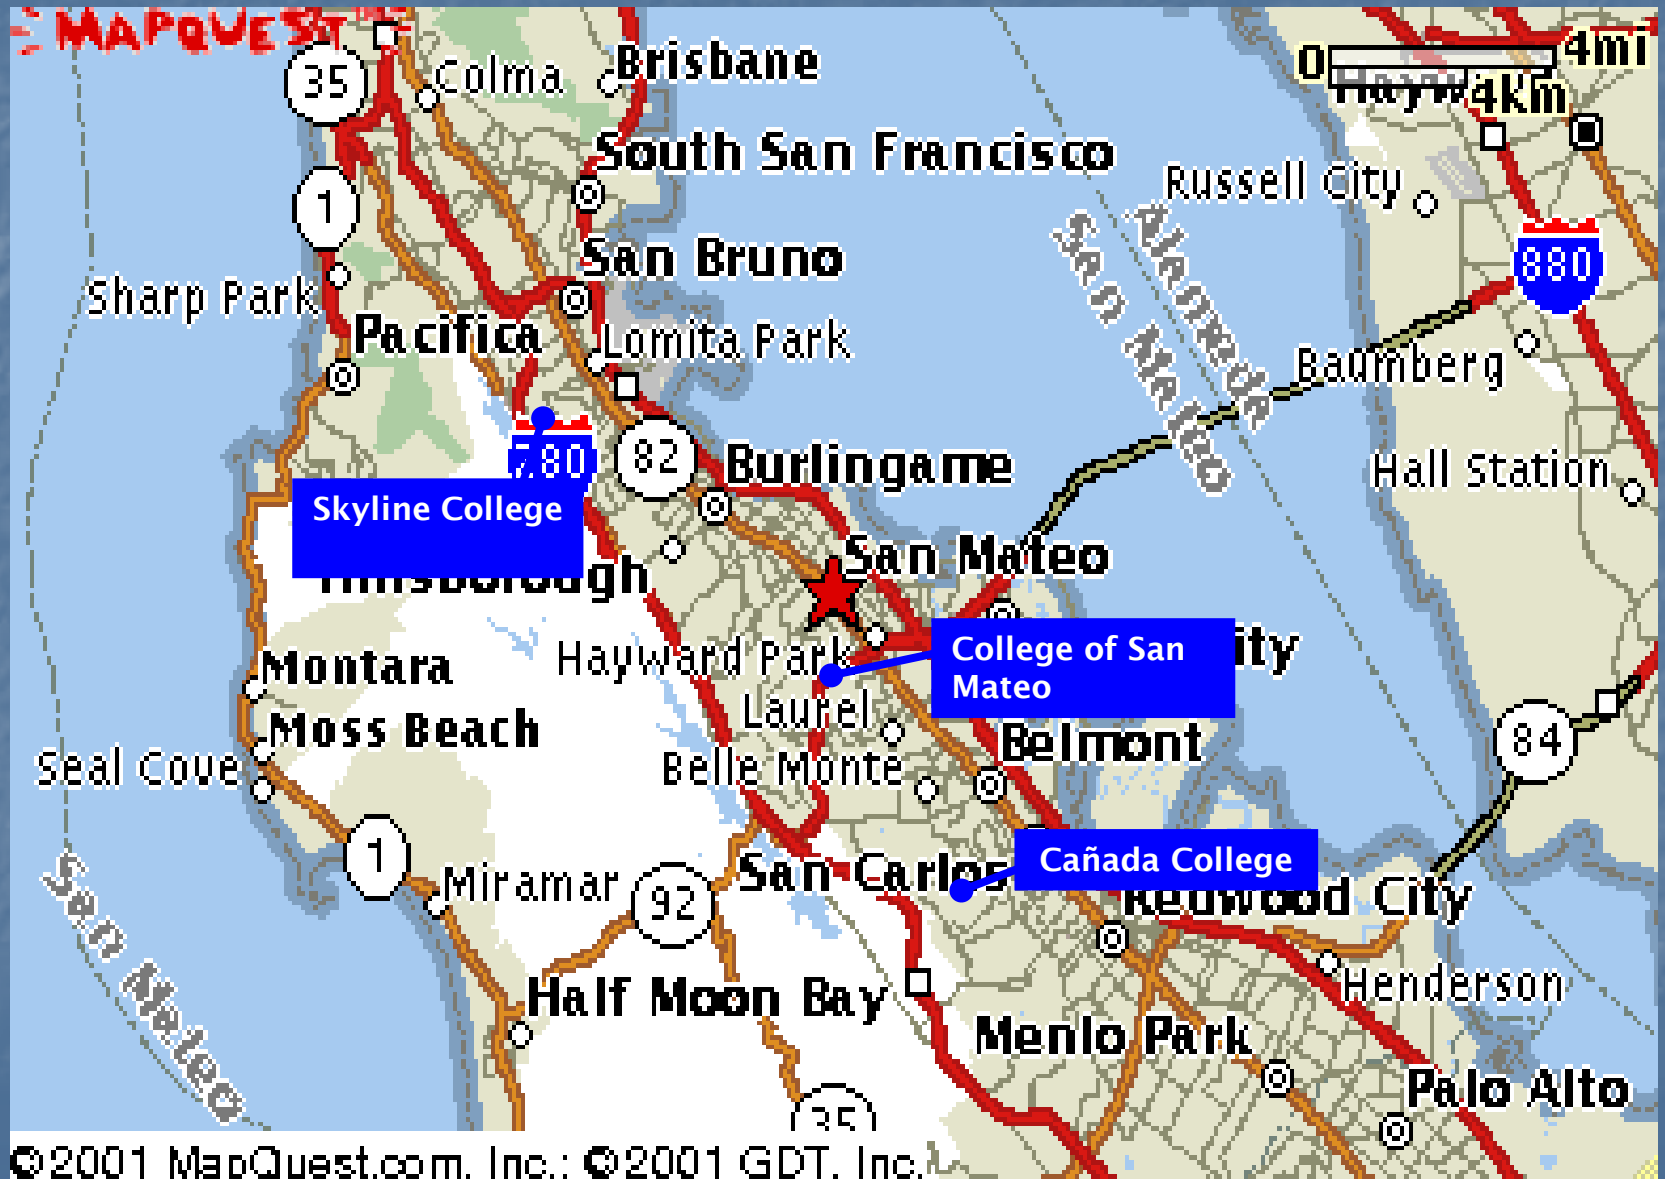 MAPQUEST
0 4mi
4km
35
Colma
Brisbane
South San Francisco
Russell City
1
San Bruno
880
Sharp Park
Pacifica
Lomita Park
Alameda
San Mateo
Baumberg
82
Burlingame
Hall Station
Skyline College
San Mateo
Hayward Park
College of San
Mateo
Montara
Laurel
Moss Beach
Belmont
84
Seal Cove
Belle Monte
1
San Carlos
Cañada College
Miramar
92
Redwood City
San Mateo
Half Moon Bay
Henderson
Menlo Park
Palo Alto
35
©2001 MapQuest.com, Inc.; ©2001 GDT, Inc.